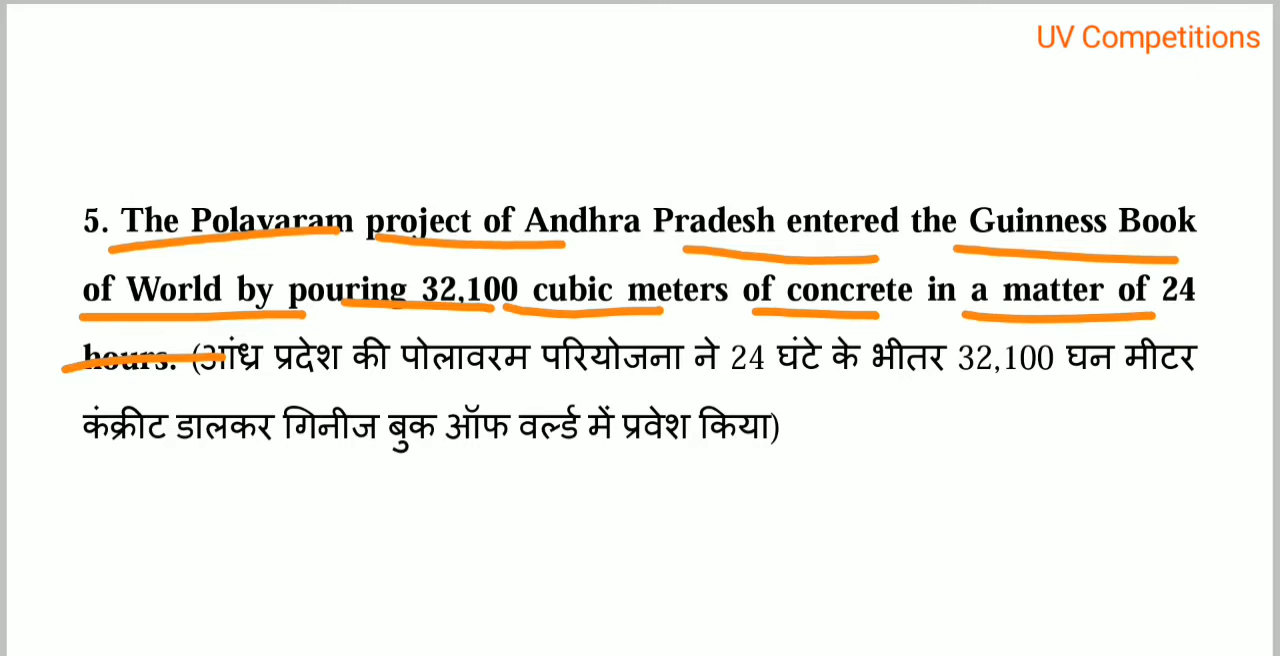 UV Competitions
5. The Polavaram project of Andhra Pradesh entered the Guinness Book
of World by pouring 32,100 cubic meters of concrete in a matter of 24
hours. (आंध्र प्रदेश की पोलावरम परियोजना ने 24 घंटे के भीतर 32,100 घन मीटर
कंक्रीट डालकर गिनीज बुक ऑफ वर्ल्ड में प्रवेश किया)